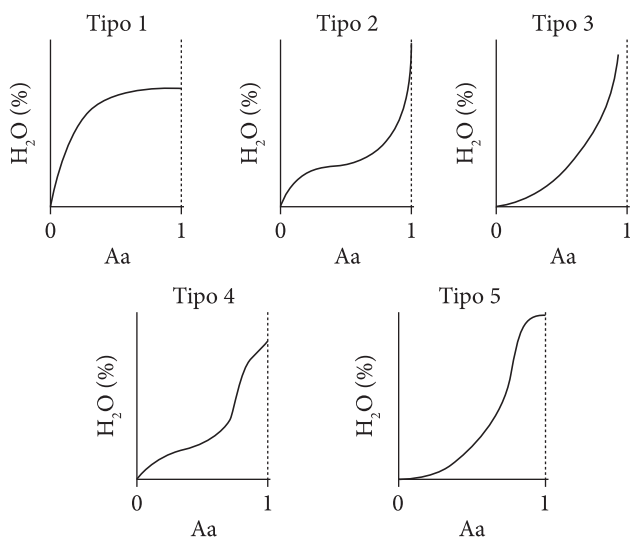 Tipo 1
H₂O (%)
0
1
Aa
Tipo 2
H₂O (%)
0
1
Aa
Tipo 3
H₂O (%)
0
1
Aa
Tipo 4
H₂O (%)
0
1
Aa
Tipo 5
H₂O (%)
0
1
Aa